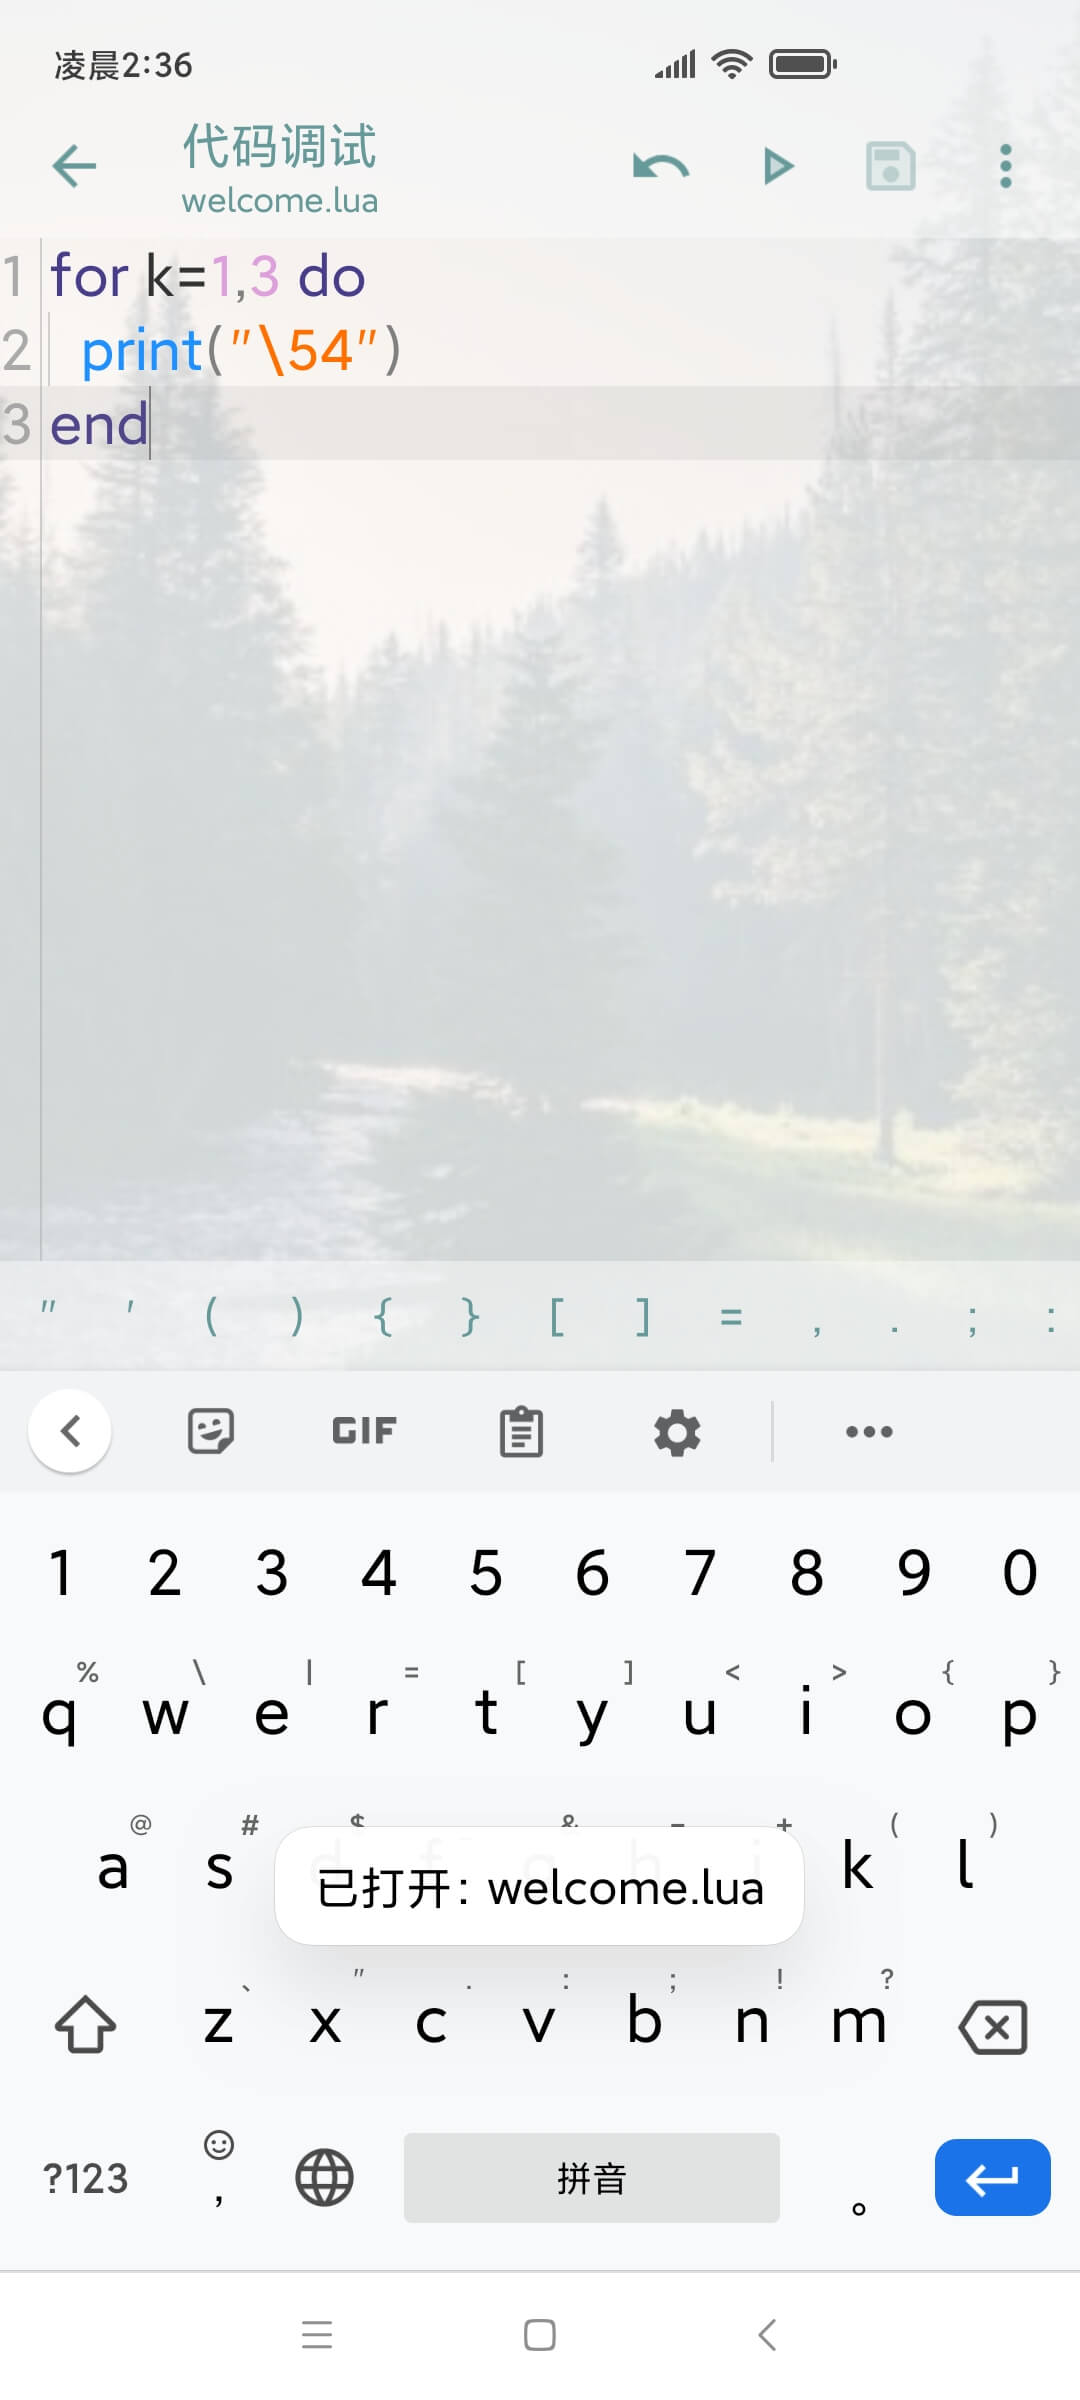 凌晨2:36
代码调试
welcome.lua
1 for k=1,3 do
2 print("\54")
3 end
" ' ( ) { } [ ] = , . ; :
GIF
1 2 3 4 5 6 7 8 9 0
% \ | = [ ] < > { }
q w e r t y u i o p
@ # $ & - + ( )
a s d f g h j k l
已打开: welcome.lua
、 " . : ; ! ?
z x c v b n m
?123 , 拼音 。